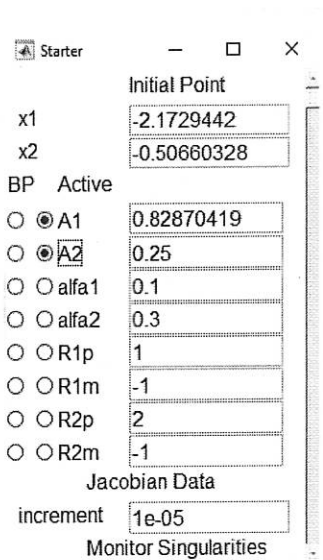 Starter
Initial Point
x1 -2.1729442
x2 -0.50660328
BP Active
A1 0.82870419
A2 0.25
alfa1 0.1
alfa2 0.3
R1p 1
R1m -1
R2p 2
R2m -1
Jacobian Data
increment 1e-05
Monitor Singularities